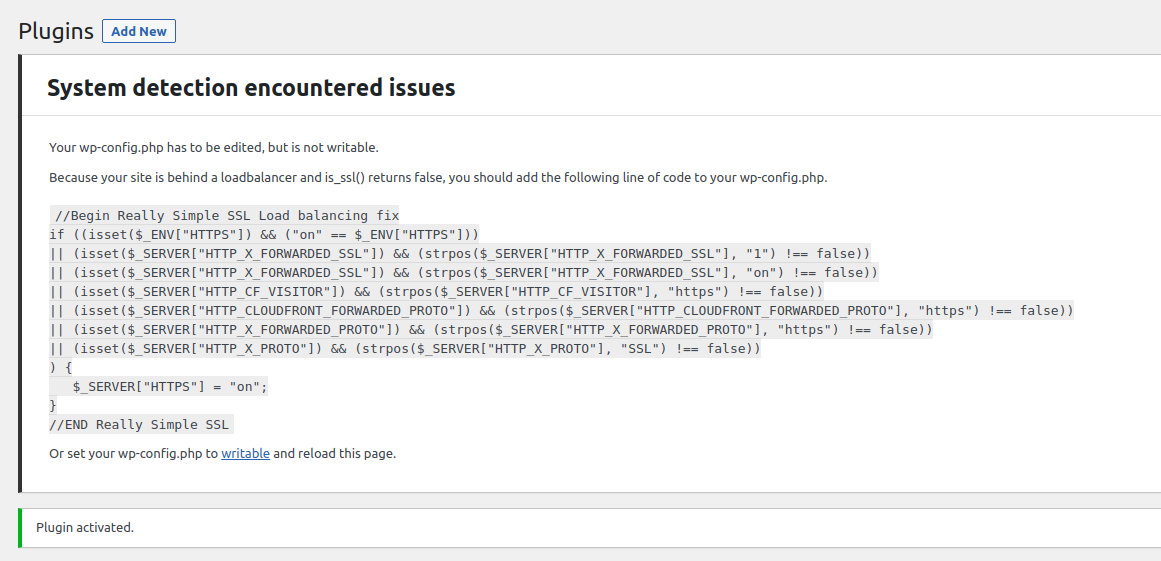 Plugins Add New
System detection encountered issues
Your wp-config.php has to be edited, but is not writable.
Because your site is behind a loadbalancer and is_ssl() returns false, you should add the following line of code to your wp-config.php.
//Begin Really Simple SSL Load balancing fix
if ((isset($_ENV["HTTPS"]) && ("on" == $_ENV["HTTPS"]))
|| (isset($_SERVER["HTTP_X_FORWARDED_SSL"]) && (strpos($_SERVER["HTTP_X_FORWARDED_SSL"], "1") !== false))
|| (isset($_SERVER["HTTP_X_FORWARDED_SSL"]) && (strpos($_SERVER["HTTP_X_FORWARDED_SSL"], "on") !== false))
|| (isset($_SERVER["HTTP_CF_VISITOR"]) && (strpos($_SERVER["HTTP_CF_VISITOR"], "https") !== false))
|| (isset($_SERVER["HTTP_CLOUDFRONT_FORWARDED_PROTO"]) && (strpos($_SERVER["HTTP_CLOUDFRONT_FORWARDED_PROTO"], "https") !== false))
|| (isset($_SERVER["HTTP_X_FORWARDED_PROTO"]) && (strpos($_SERVER["HTTP_X_FORWARDED_PROTO"], "https") !== false))
|| (isset($_SERVER["HTTP_X_PROTO"]) && (strpos($_SERVER["HTTP_X_PROTO"], "SSL") !== false))
) {
   $_SERVER["HTTPS"] = "on";
}
//END Really Simple SSL
Or set your wp-config.php to writable and reload this page.
Plugin activated.